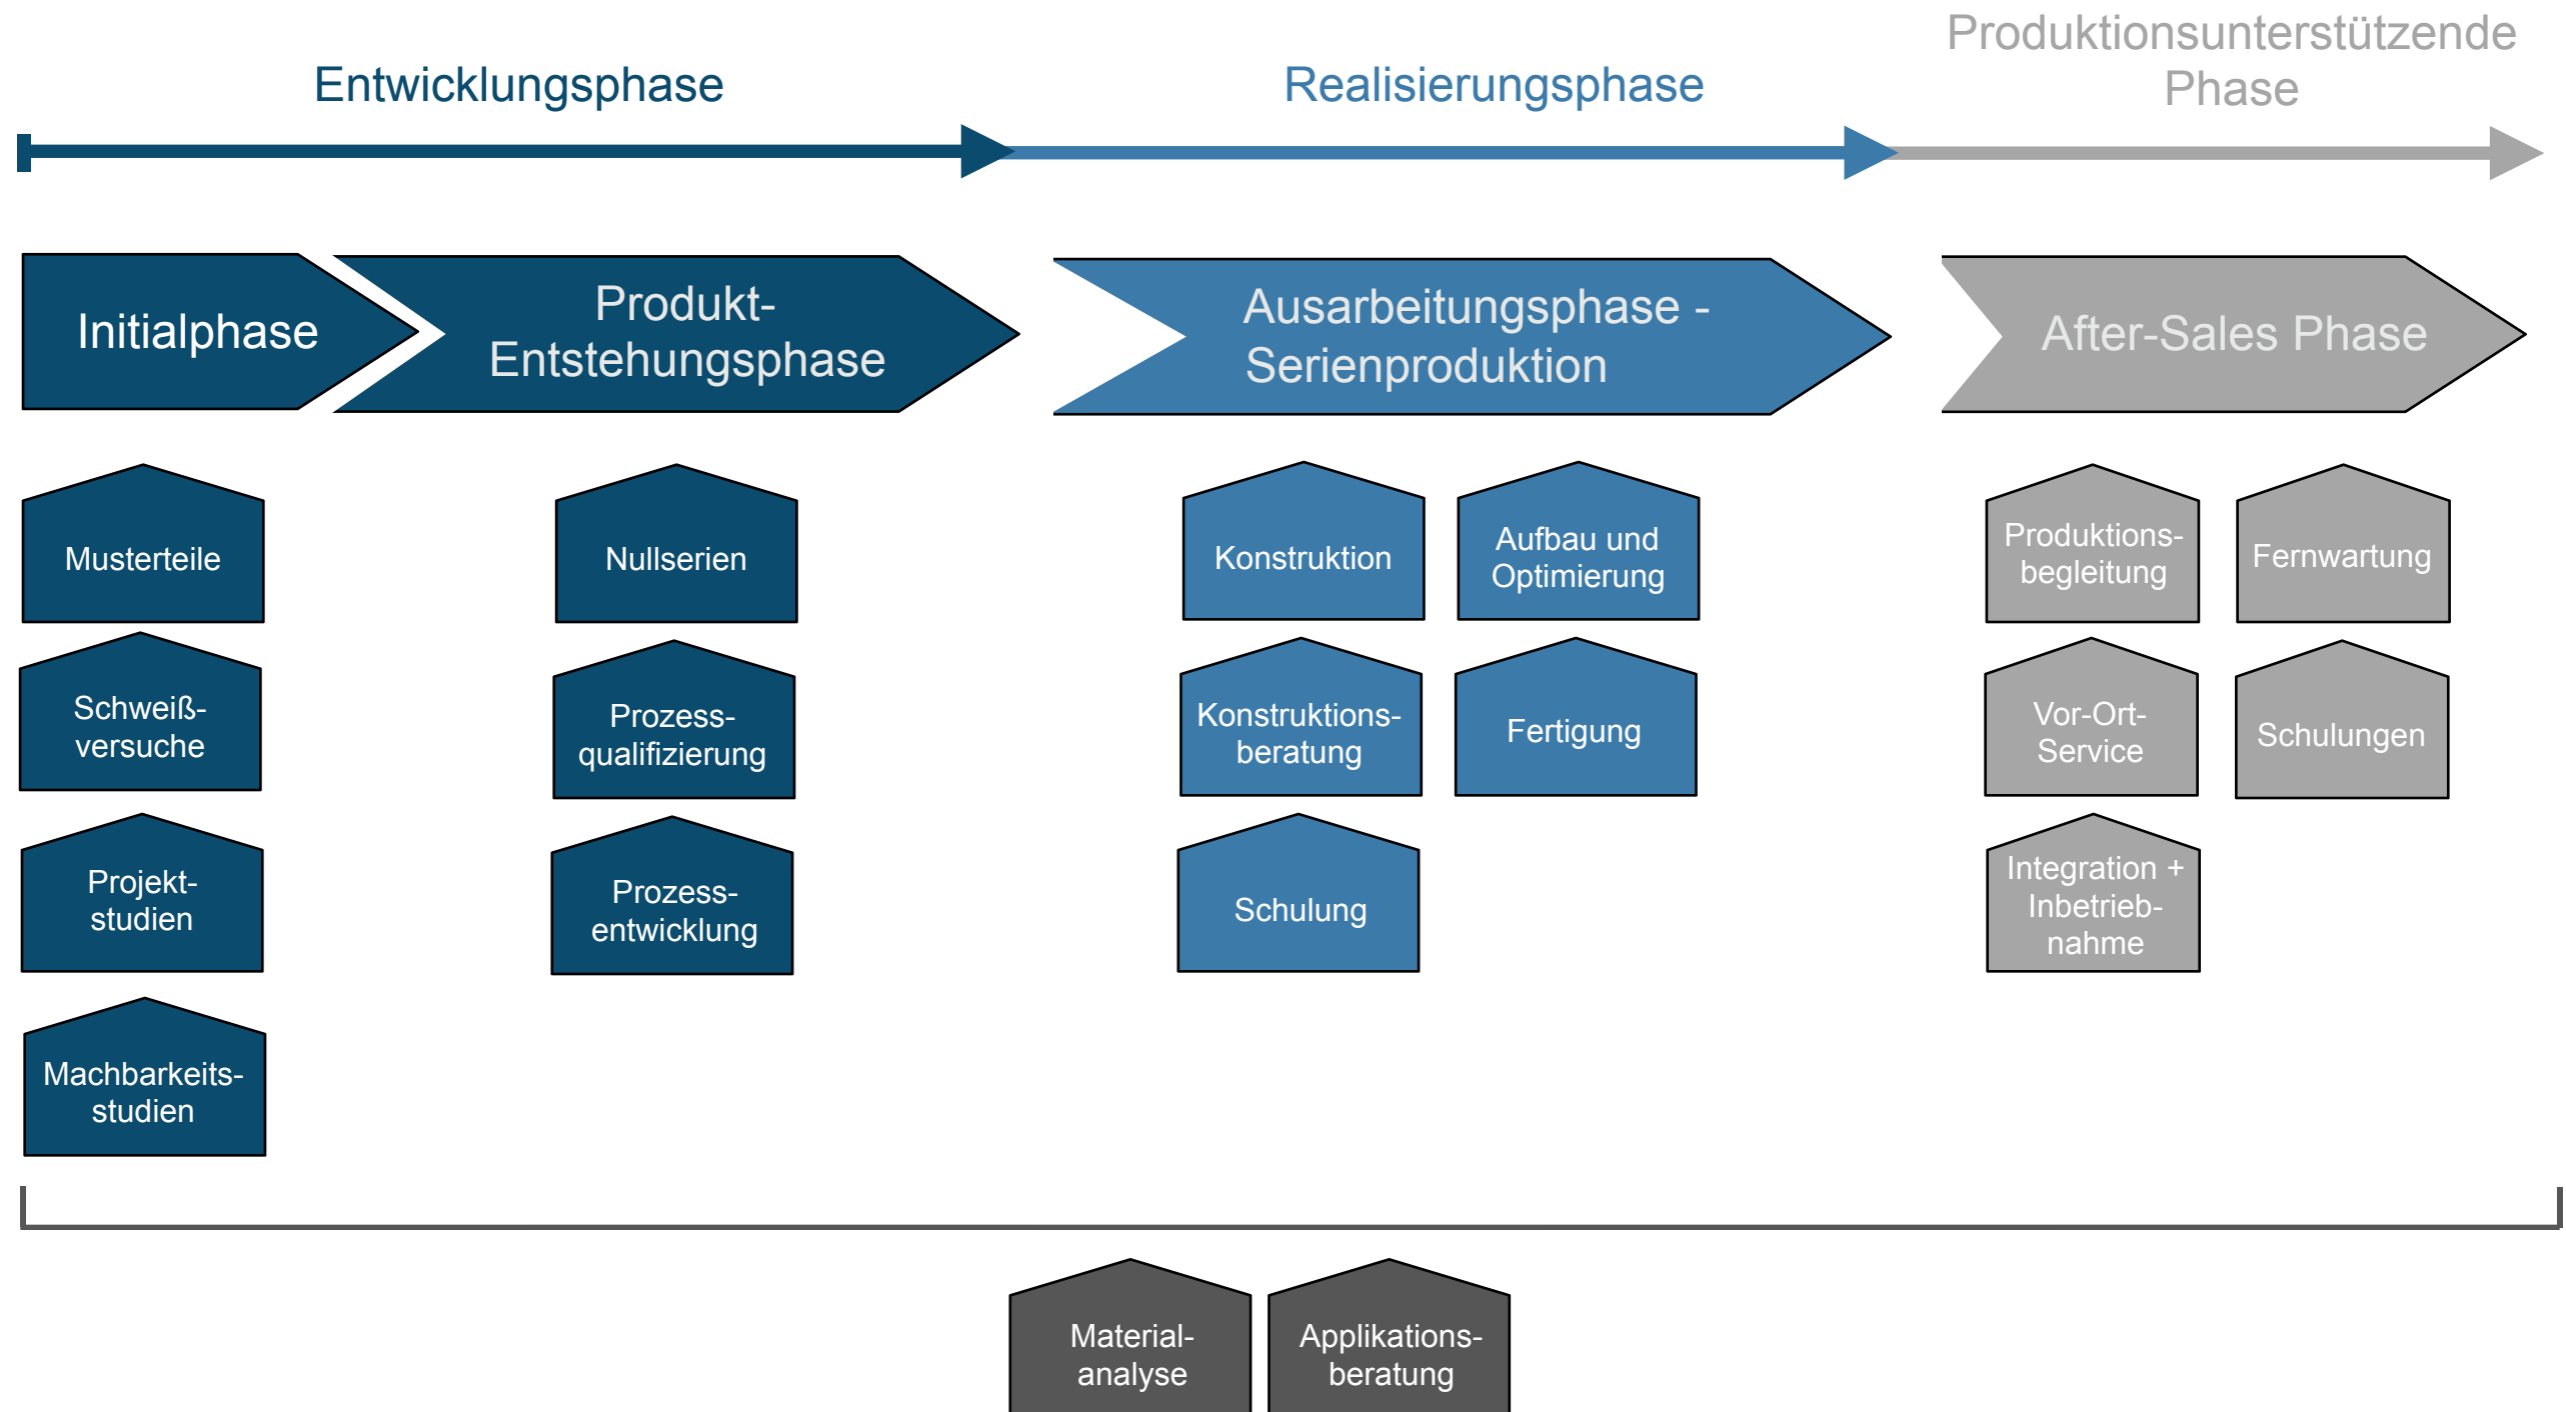 Entwicklungsphase
Realisierungsphase
Produktionsunterstützende
Phase
Initialphase
Produkt-
Entstehungsphase
Ausarbeitungsphase -
Serienproduktion
After-Sales Phase
Musterteile
Schweiß-
versuche
Projekt-
studien
Machbarkeits-
studien
Nullserien
Prozess-
qualifizierung
Prozess-
entwicklung
Konstruktion
Aufbau und
Optimierung
Konstruktions-
beratung
Fertigung
Schulung
Produktions-
begleitung
Fernwartung
Vor-Ort-
Service
Schulungen
Integration +
Inbetrieb-
nahme
Material-
analyse
Applikations-
beratung